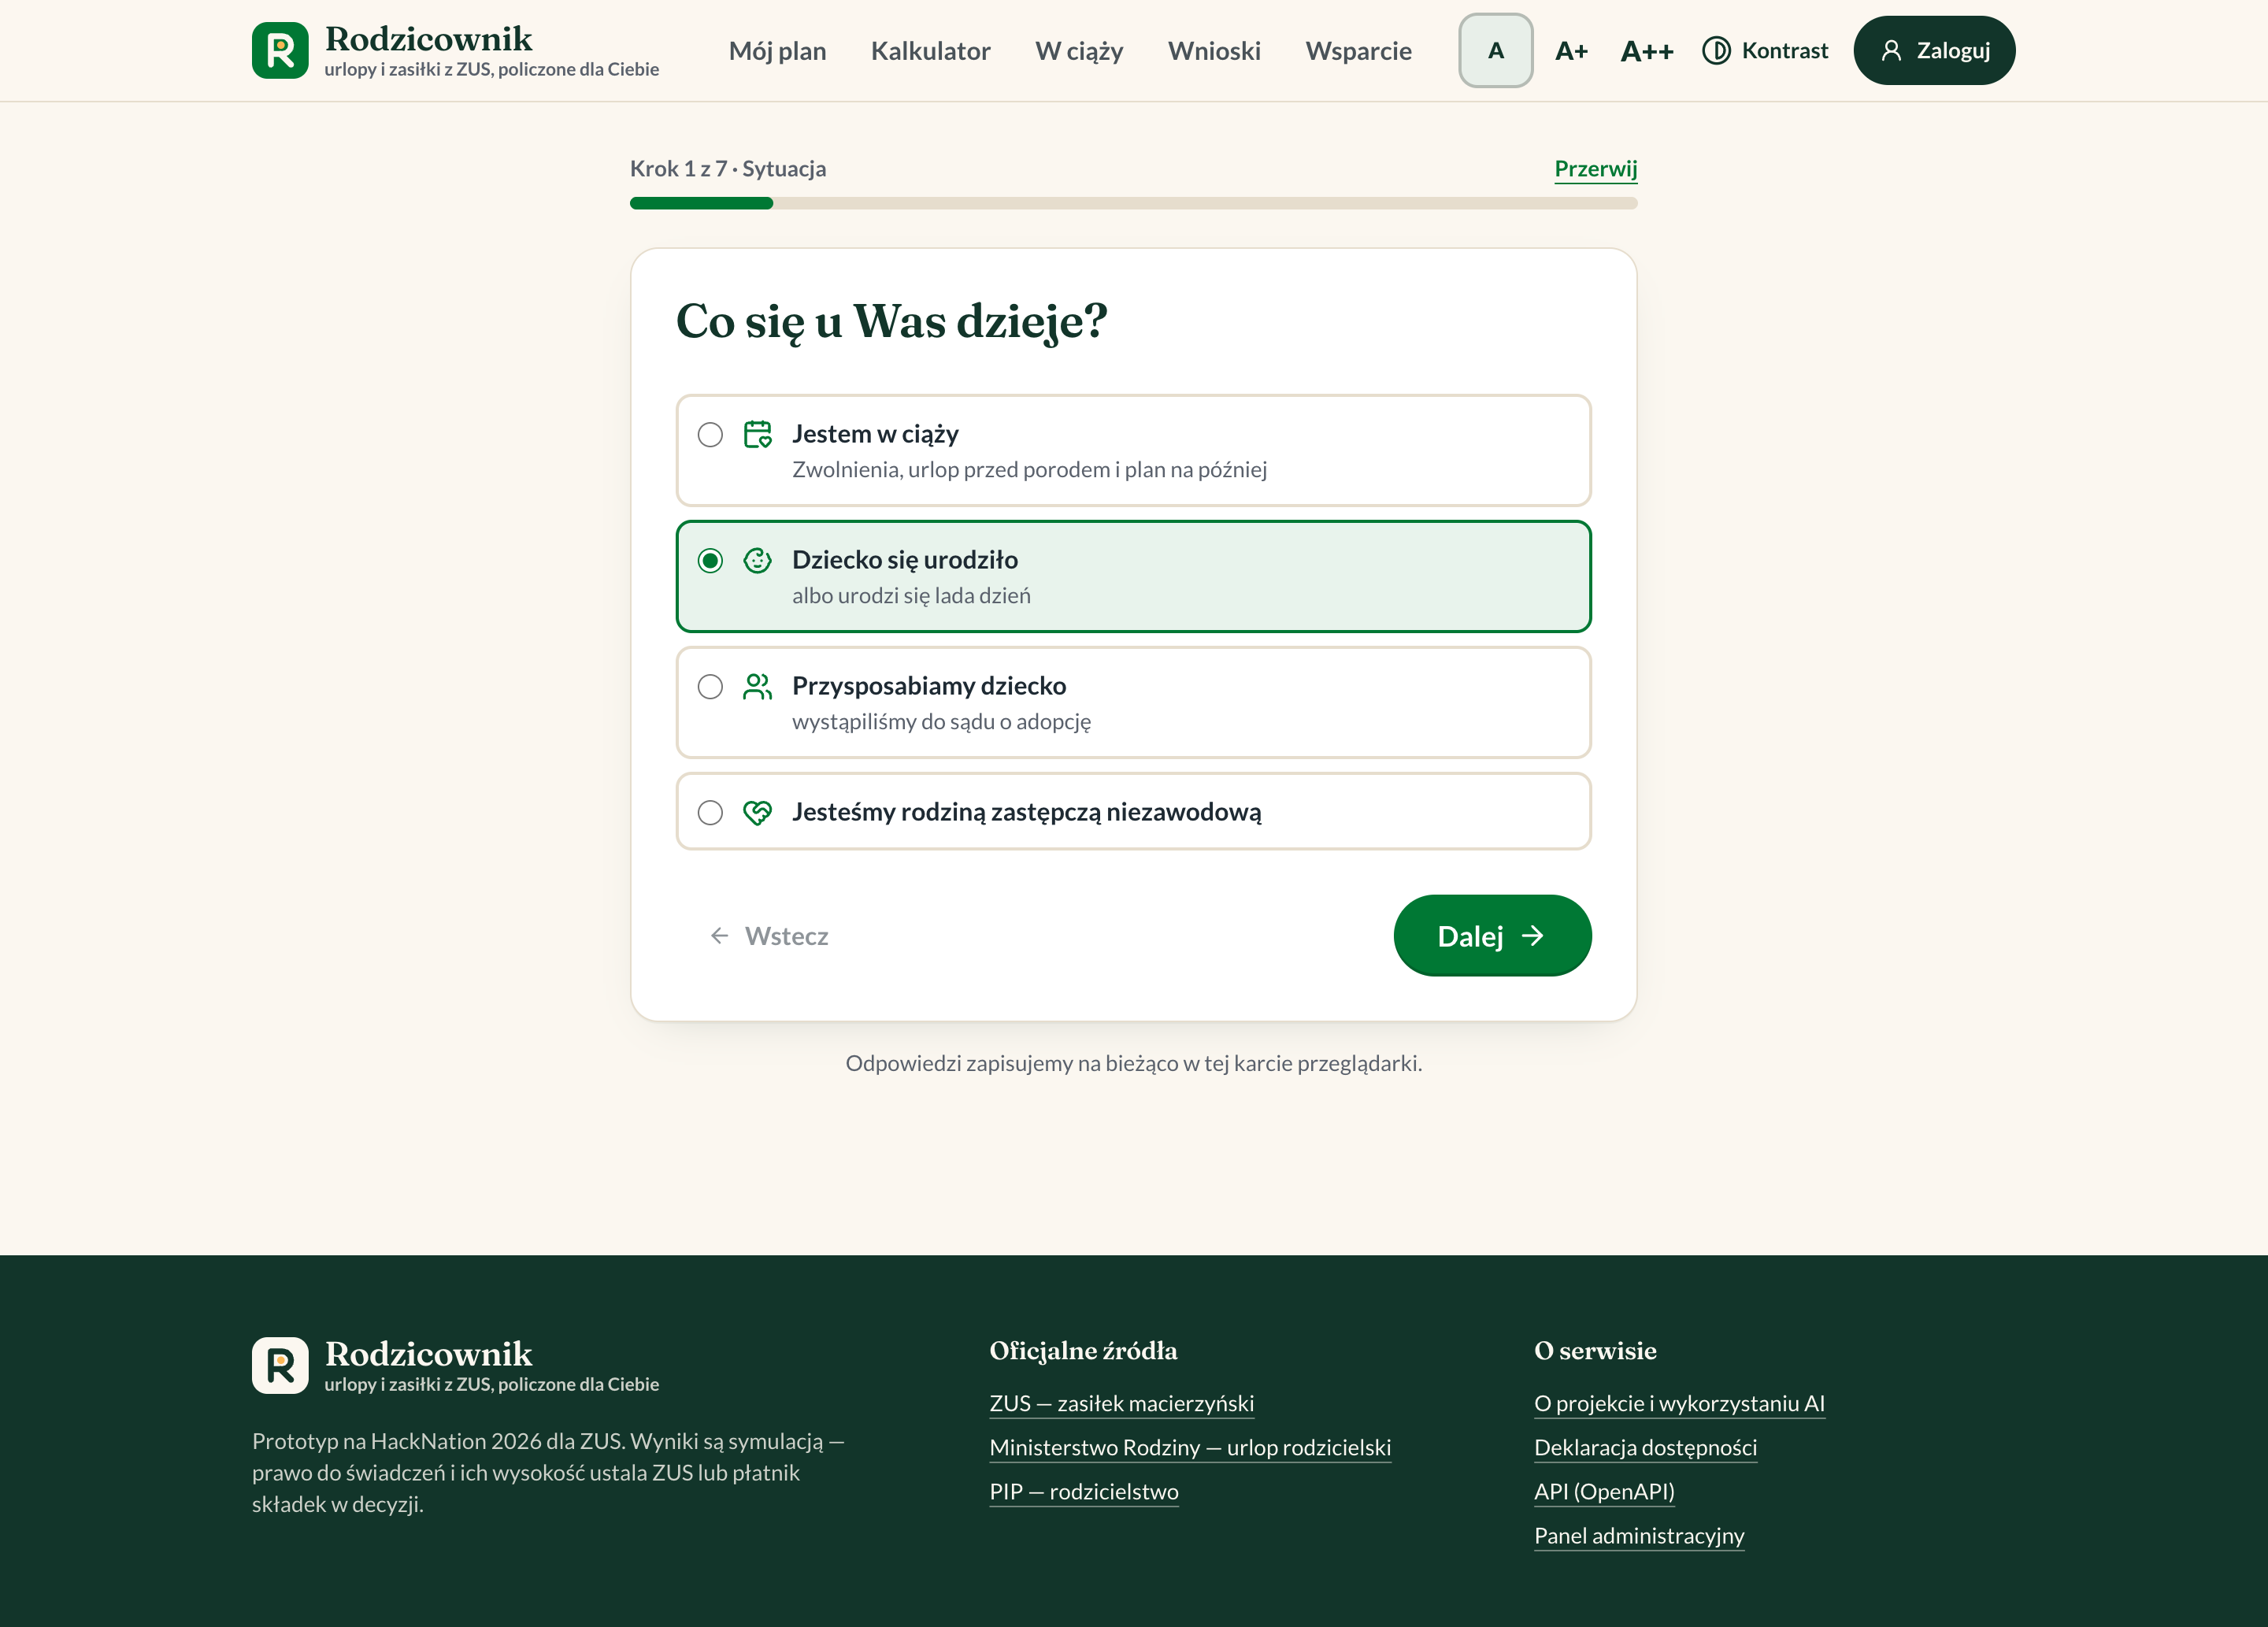 Rodzicownik
urlopy i zasiłki z ZUS, policzone dla Ciebie
Mój plan
Kalkulator
W ciąży
Wnioski
Wsparcie
A
A+
A++
Kontrast
Zaloguj
Krok 1 z 7 · Sytuacja
Przerwij
Co się u Was dzieje?
Jestem w ciąży
Zwolnienia, urlop przed porodem i plan na później
Dziecko się urodziło
albo urodzi się lada dzień
Przysposabiamy dziecko
wystąpiliśmy do sądu o adopcję
Jesteśmy rodziną zastępczą niezawodową
Wstecz
Dalej
Odpowiedzi zapisujemy na bieżąco w tej karcie przeglądarki.
R
Rodzicownik
urlopy i zasiłki z ZUS, policzone dla Ciebie
Prototyp na HackNation 2026 dla ZUS. Wyniki są symulacją —
prawo do świadczeń i ich wysokość ustala ZUS lub płatnik
składek w decyzji.
Oficjalne źródła
ZUS — zasiłek macierzyński
Ministerstwo Rodziny — urlop rodzicielski
PIP — rodzicielstwo
O serwisie
O projekcie i wykorzystaniu AI
Deklaracja dostępności
API (OpenAPI)
Panel administracyjny